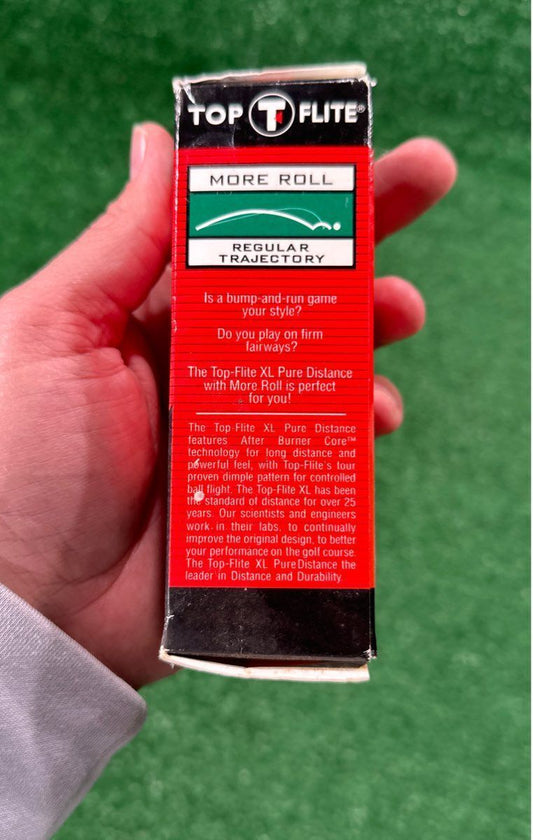 TOP T FLITE®
MORE ROLL
REGULAR
TRAJECTORY
Is a bump-and-run game
your style?
Do you play on firm
fairways?
The Top-Flite XL Pure Distance
with More Roll is perfect
for you!
The Top-Flite XL Pure Distance
features After Burner Core™
technology for long distance and
powerful feel, with Top-Flite's tour
proven dimple pattern for controlled
ball flight. The Top-Flite XL has been
the standard of distance for over 25
years. Our scientists and engineers
work in their labs, to continually
improve the original design, to better
your performance on the golf course.
The Top-Flite XL Pure Distance the
leader in Distance and Durability.